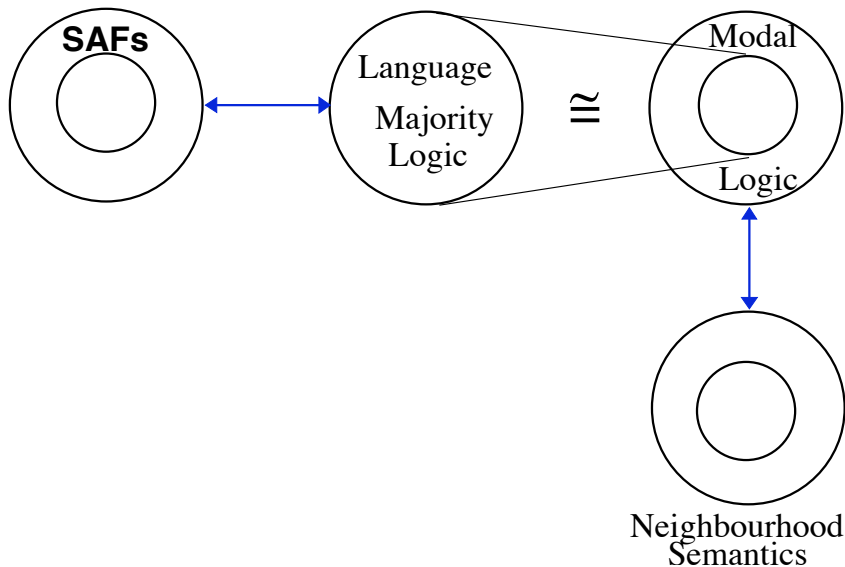 SAFs
Language
Majority
Logic
≅
Modal
Logic
Neighbourhood
Semantics